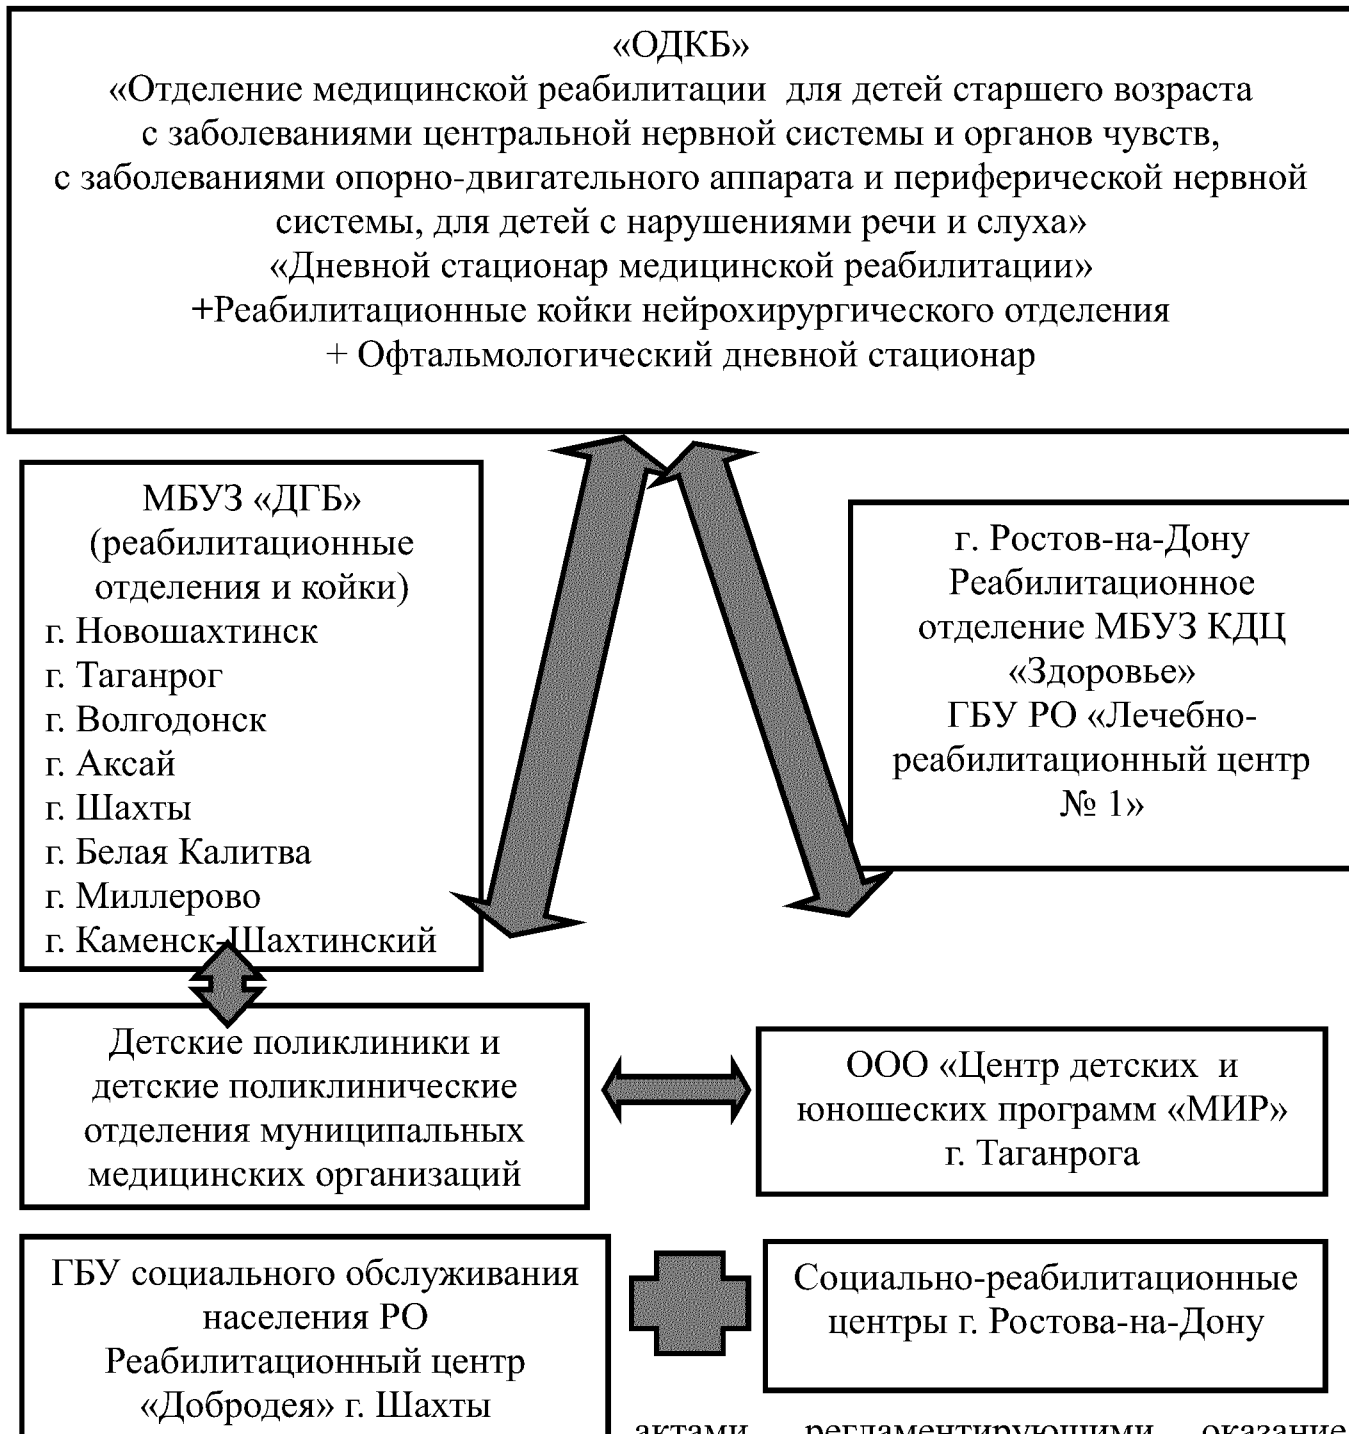 «ОДКБ»
«Отделение медицинской реабилитации для детей старшего возраста
с заболеваниями центральной нервной системы и органов чувств,
с заболеваниями опорно-двигательного аппарата и периферической нервной
системы, для детей с нарушениями речи и слуха»
«Дневной стационар медицинской реабилитации»
+Реабилитационные койки нейрохирургического отделения
+ Офтальмологический дневной стационар
МБУЗ «ДГБ»
(реабилитационные
отделения и койки)
г. Новошахтинск
г. Таганрог
г. Волгодонск
г. Аксай
г. Шахты
г. Белая Калитва
г. Миллерово
г. Каменск-Шахтинский
г. Ростов-на-Дону
Реабилитационное
отделение МБУЗ КДЦ
«Здоровье»
ГБУ РО «Лечебно-
реабилитационный центр
№ 1»
Детские поликлиники и
детские поликлинические
отделения муниципальных
медицинских организаций
ООО «Центр детских и
юношеских программ «МИР»
г. Таганрога
ГБУ социального обслуживания
населения РО
Реабилитационный центр
«Добродея» г. Шахты
Социально-реабилитационные
центры г. Ростова-на-Дону
актами, регламентирующими оказание